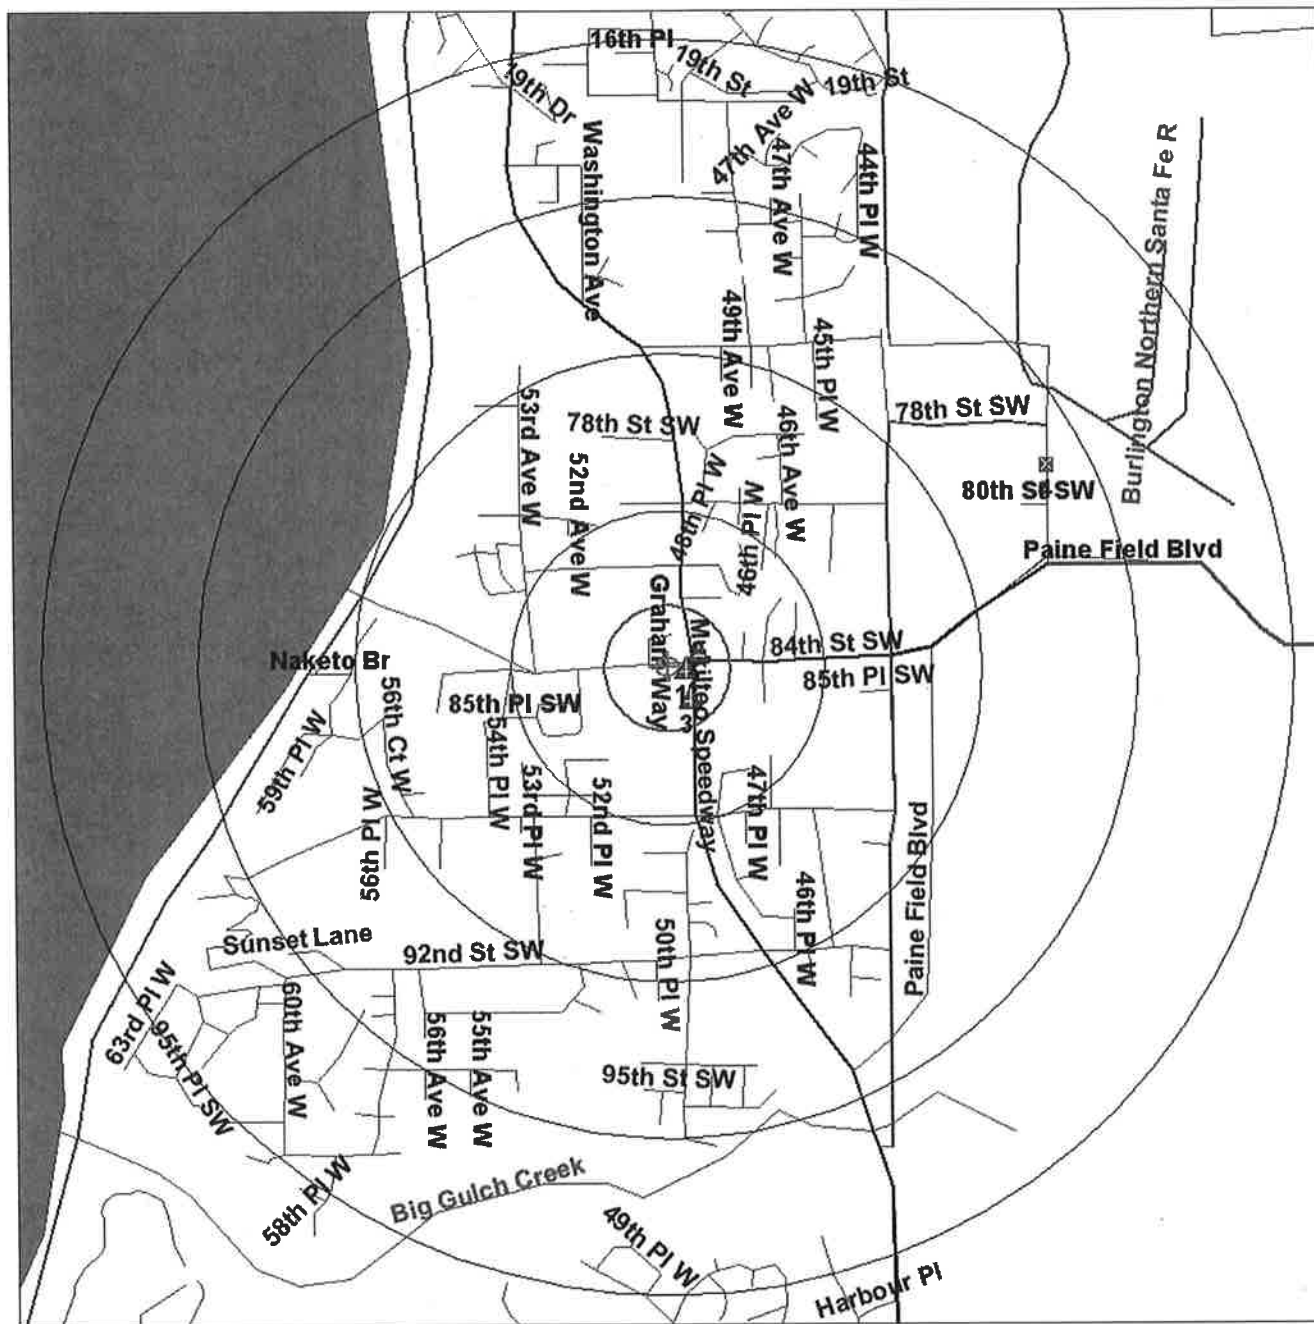 16th Pl
19th St
19th St
19th Dr
47th Ave W
Washington Ave
47th Ave W
44th Pl W
Burlington Northern Santa Fe R
49th Ave W
45th Pl W
53rd Ave W
78th St SW
78th St SW
46th Ave W
52nd Ave W
48th Pl W
46th Pl W
80th St SW
Paine Field Blvd
Graham Way
Mukilteo Speedway
84th St SW
Naketo Br
85th Pl SW
85th Pl SW
1
3
56th Ct W
54th Pl W
59th Pl W
53rd Pl W
52nd Pl W
47th Pl W
56th Pl W
Paine Field Blvd
46th Pl W
Sunset Lane
92nd St SW
50th Pl W
63rd Pl W
95th Pl SW
60th Ave W
56th Ave W
55th Ave W
95th St SW
58th Pl W
Big Gulch Creek
49th Pl W
Harbour Pl